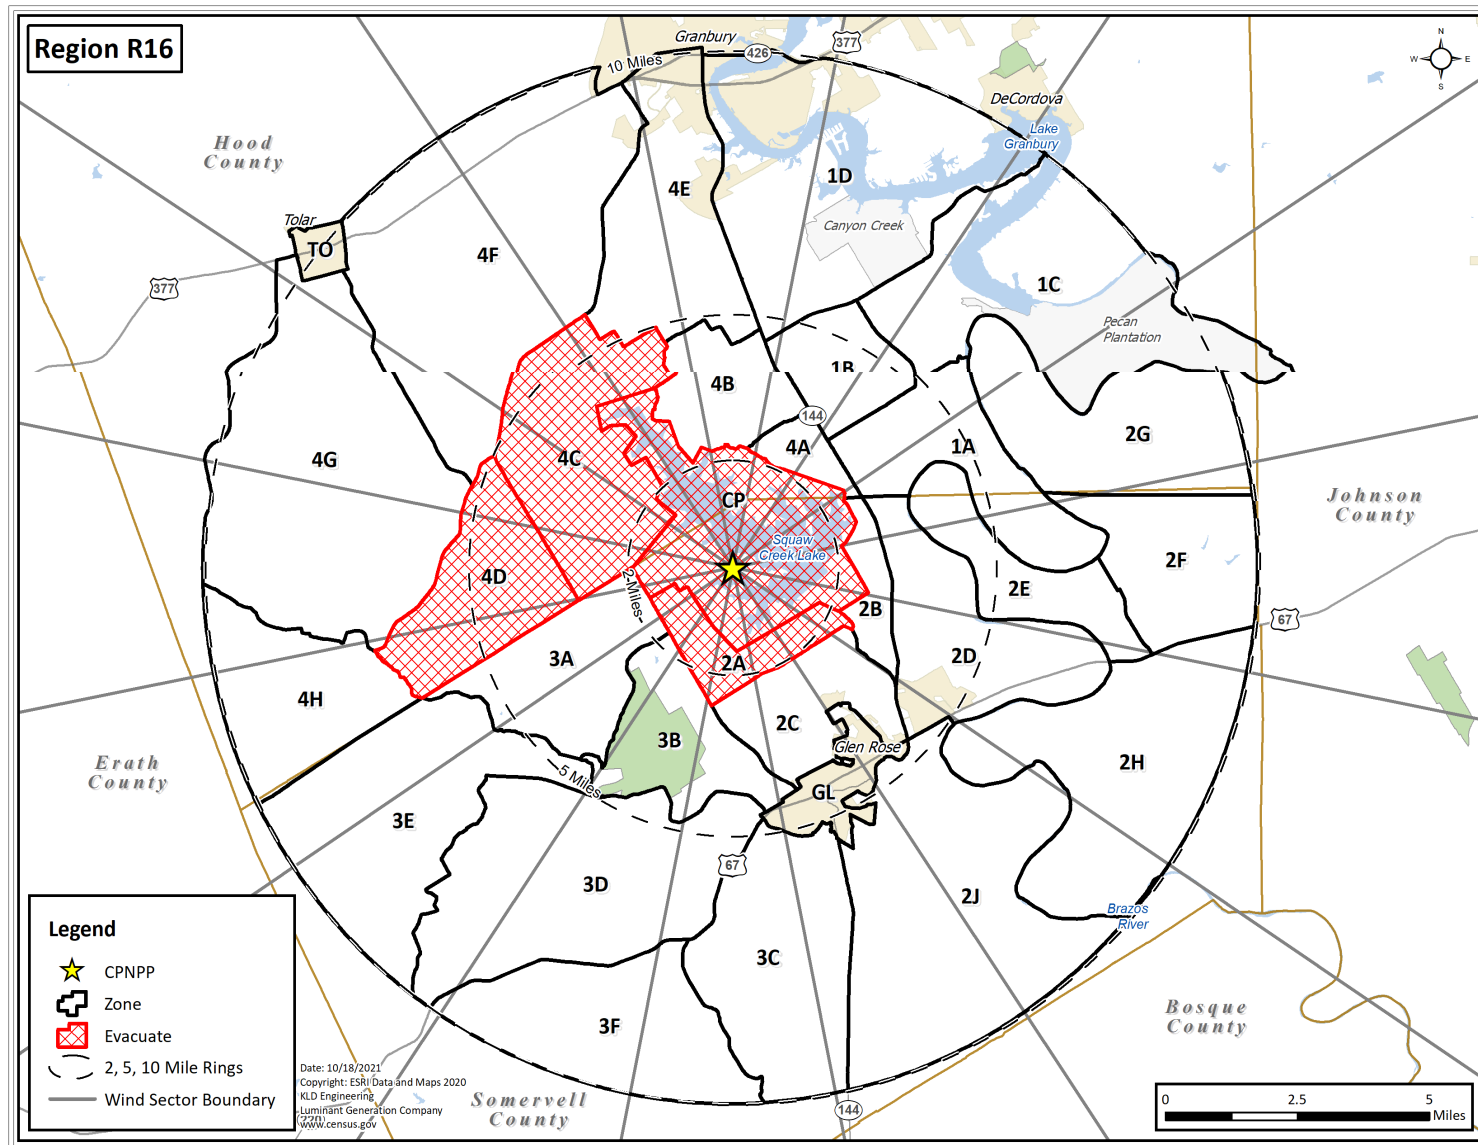 Region R16
Granbury
426
377
10 Miles
N
W
E
S
DeCordova
Lake
Granbury
Hood
County
4E
1D
Tolar
TO
4F
Canyon Creek
377
1C
Pecan
Plantation
1B
4B
144
4A
1A
2G
4G
4C
CP
Johnson
County
Squaw
Creek Lake
2F
4D
2-Miles
2E
2B
67
3A
2A
2D
4H
2C
3B
Glen Rose
Erath
County
2H
5 Miles
GL
3E
67
3D
2J
Brazos
River
3C
3F
Bosque
County
Legend
CPNPP
Zone
Evacuate
2, 5, 10 Mile Rings
Wind Sector Boundary
Date: 10/18/2021
Copyright: ESRI Data and Maps 2020
KLD Engineering
Luminant Generation Company
www.census.gov
Somervell
County
144
0
2.5
5
Miles